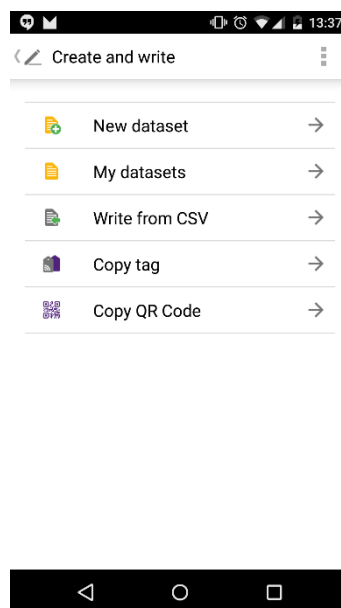 13:37
Create and write
New dataset
My datasets
Write from CSV
Copy tag
Copy QR Code